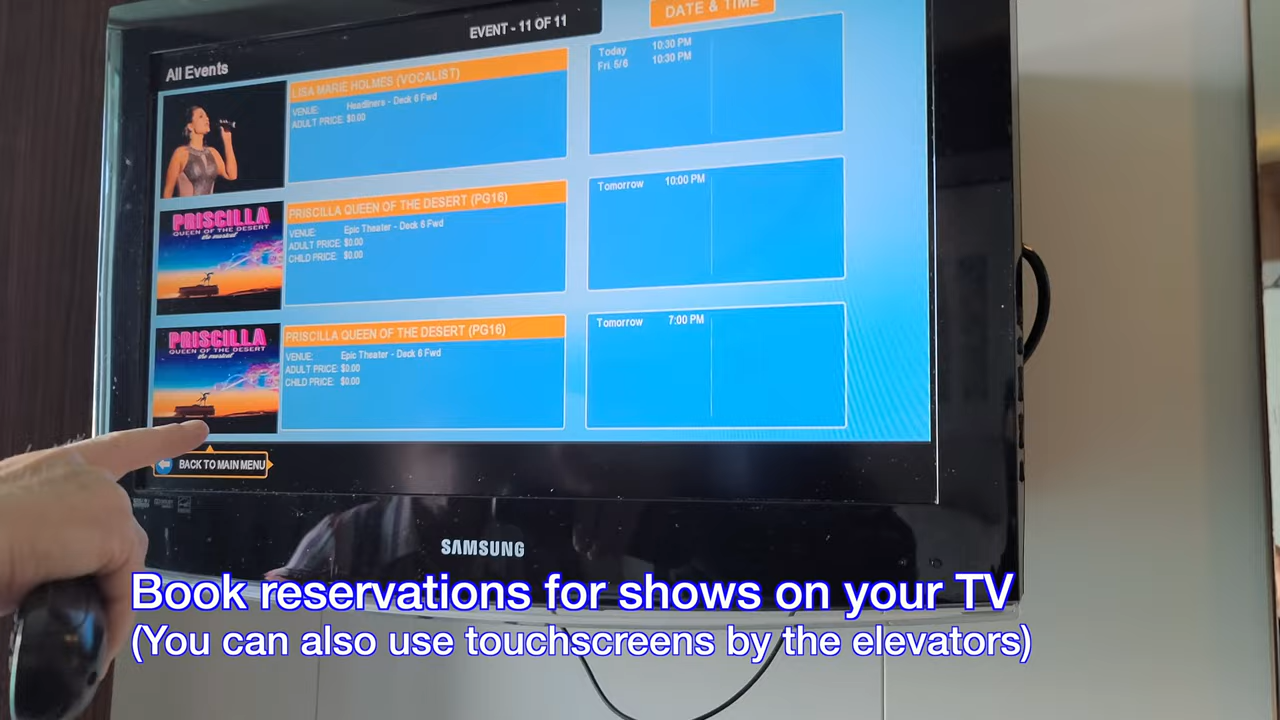 EVENT - 11 OF 11
DATE & TIME
All Events
LISA MARIE HOLMES (VOCALIST)
VENUE: Headliners - Deck 6 Fwd
ADULT PRICE: $0.00
Today 10:30 PM
Fri. 5/6 10:30 PM
PRISCILLA
QUEEN OF THE DESERT
the musical
PRISCILLA QUEEN OF THE DESERT (PG16)
VENUE: Epic Theater - Deck 6 Fwd
ADULT PRICE: $0.00
CHILD PRICE: $0.00
Tomorrow 10:00 PM
PRISCILLA
QUEEN OF THE DESERT
the musical
PRISCILLA QUEEN OF THE DESERT (PG16)
VENUE: Epic Theater - Deck 6 Fwd
ADULT PRICE: $0.00
CHILD PRICE: $0.00
Tomorrow 7:00 PM
BACK TO MAIN MENU
SAMSUNG
Book reservations for shows on your TV
(You can also use touchscreens by the elevators)